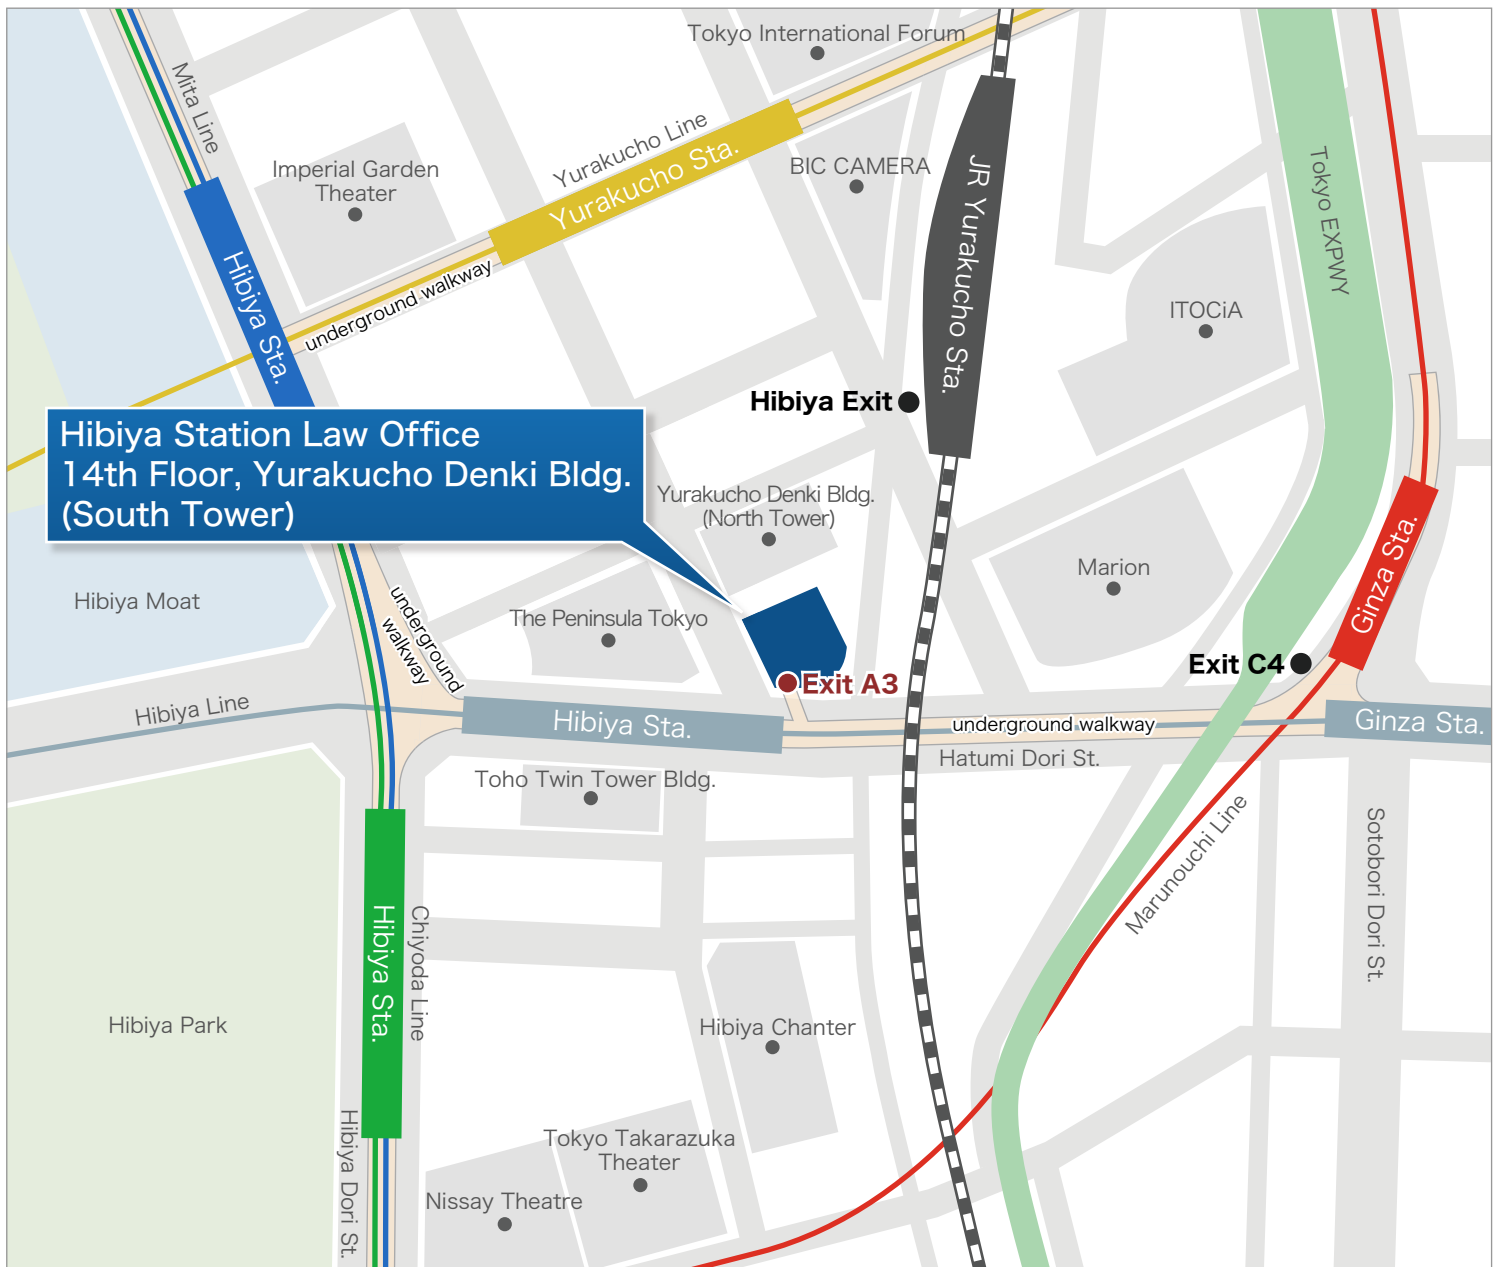 Tokyo International Forum
Mita Line
Yurakucho Line
Yurakucho Sta.
BIC CAMERA
JR Yurakucho Sta.
Tokyo EXPWY
Imperial Garden
Theater
Hibiya Sta.
underground walkway
ITOCiA
Hibiya Exit
Hibiya Station Law Office
14th Floor, Yurakucho Denki Bldg.
(South Tower)
Yurakucho Denki Bldg.
(North Tower)
Marion
Ginza Sta.
Hibiya Moat
underground
walkway
The Peninsula Tokyo
Exit A3
Exit C4
Hibiya Line
Hibiya Sta.
underground walkway
Ginza Sta.
Hatumi Dori St.
Toho Twin Tower Bldg.
Marunouchi Line
Sotobori Dori St.
Hibiya Sta.
Chiyoda Line
Hibiya Park
Hibiya Chanter
Hibiya Dori St.
Tokyo Takarazuka
Theater
Nissay Theatre